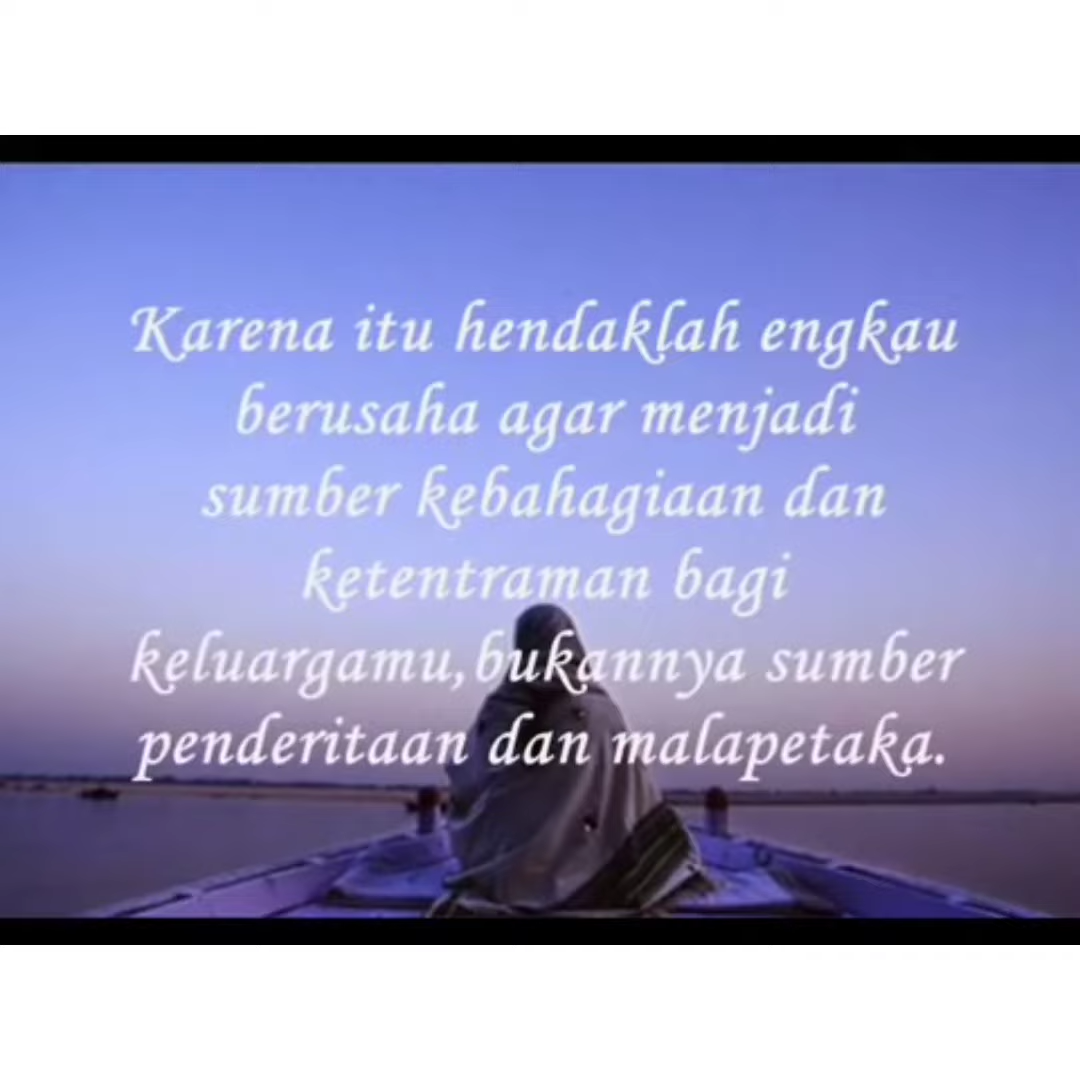 Karena itu hendaklah engkau
berusaha agar menjadi
sumber kebahagiaan dan
ketentraman bagi
keluargamu,bukannya sumber
penderitaan dan malapetaka.